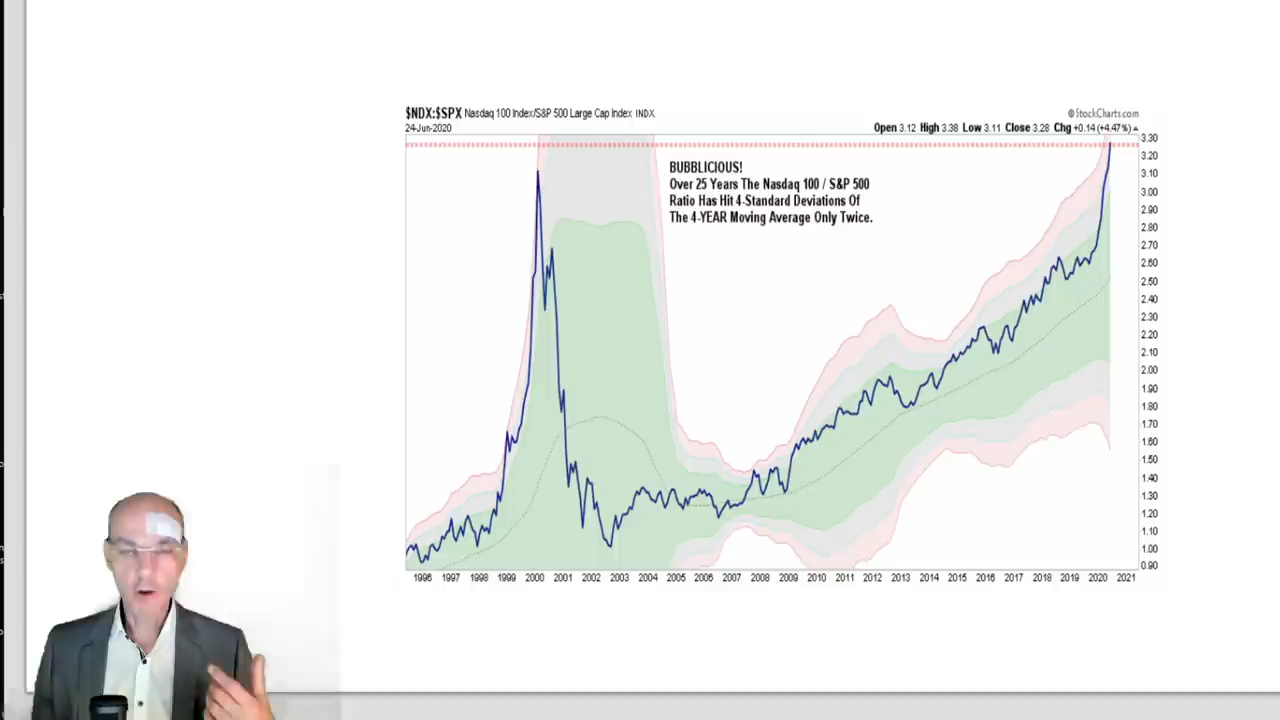 $NDX:$SPX Nasdaq 100 Index/S&P 500 Large Cap Index INDX
©StockCharts.com
24-Jun-2020
Open 3.12 High 3.38 Low 3.11 Close 3.28 Chg +0.14 (+4.47%)
BUBBLICIOUS!
Over 25 Years The Nasdaq 100 / S&P 500
Ratio Has Hit 4-Standard Deviations Of
The 4-YEAR Moving Average Only Twice.
3.30
3.20
3.10
3.00
2.90
2.80
2.70
2.60
2.50
2.40
2.30
2.20
2.10
2.00
1.90
1.80
1.70
1.60
1.50
1.40
1.30
1.20
1.10
1.00
0.90
1996 1997 1998 1999 2000 2001 2002 2003 2004 2005 2006 2007 2008 2009 2010 2011 2012 2013 2014 2015 2016 2017 2018 2019 2020 2021